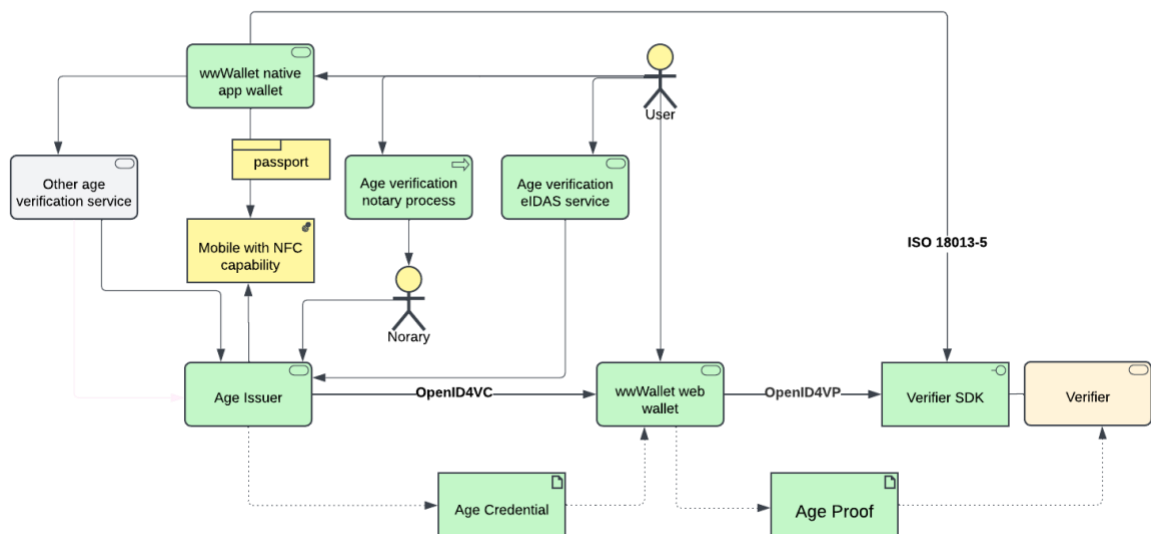 wwWallet native
app wallet
User
passport
Other age
verification service
Age verification
notary process
Age verification
eIDAS service
Mobile with NFC
capability
ISO 18013-5
Norary
Age Issuer
OpenID4VC
wwWallet web
wallet
OpenID4VP
Verifier SDK
Verifier
Age Credential
Age Proof